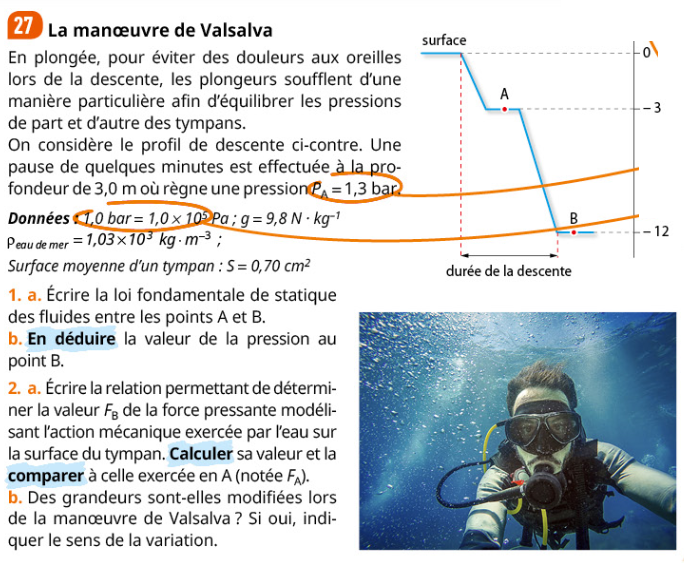 27 La manœuvre de Valsalva
En plongée, pour éviter des douleurs aux oreilles
lors de la descente, les plongeurs soufflent d'une
manière particulière afin d'équilibrer les pressions
de part et d'autre des tympans.
On considère le profil de descente ci-contre. Une
pause de quelques minutes est effectuée à la pro-
fondeur de 3,0 m où règne une pression P_A = 1,3 bar.
Données : 1,0 bar = 1,0 × 10⁵ Pa ; g = 9,8 N · kg⁻¹
ρ_eau de mer = 1,03×10³ kg · m⁻³ ;
Surface moyenne d'un tympan : S = 0,70 cm²
1. a. Écrire la loi fondamentale de statique
des fluides entre les points A et B.
b. En déduire la valeur de la pression au
point B.
2. a. Écrire la relation permettant de détermi-
ner la valeur F_B de la force pressante modéli-
sant l'action mécanique exercée par l'eau sur
la surface du tympan. Calculer sa valeur et la
comparer à celle exercée en A (notée F_A).
b. Des grandeurs sont-elles modifiées lors
de la manœuvre de Valsalva ? Si oui, indi-
quer le sens de la variation.
surface
0
A
– 3
B
– 12
durée de la descente